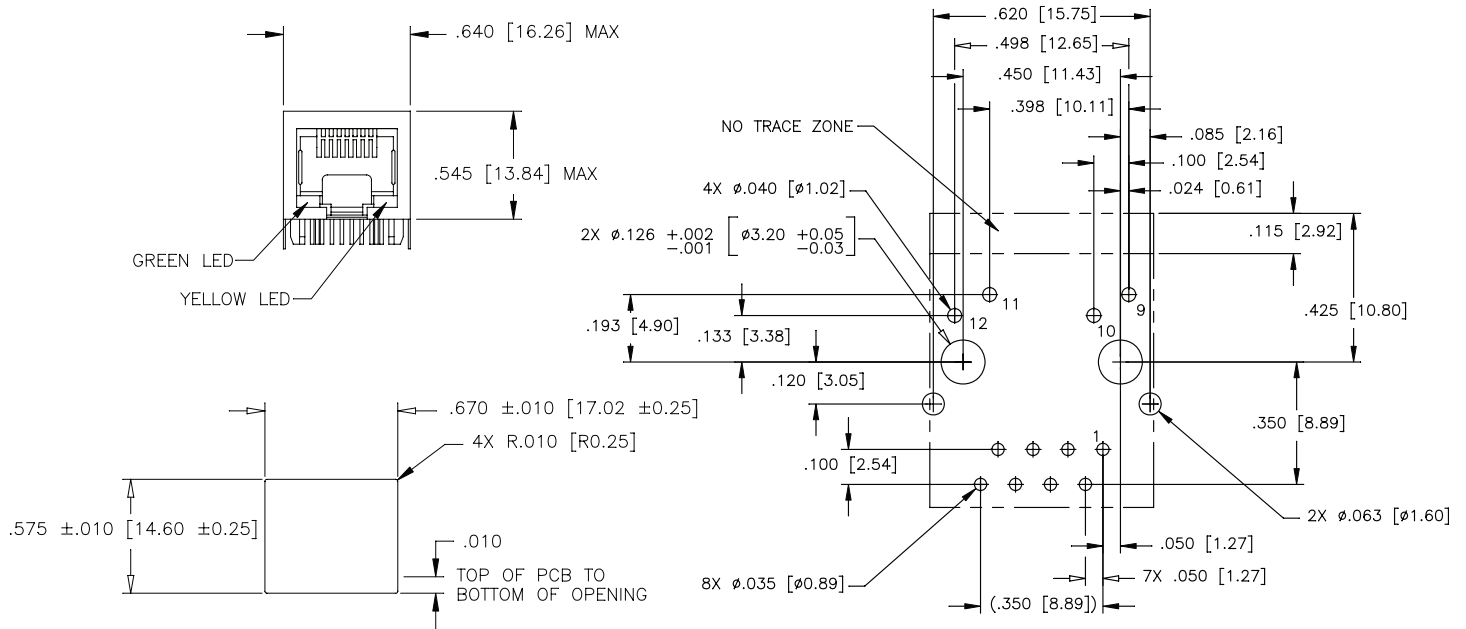 .640 [16.26] MAX
.545 [13.84] MAX
GREEN LED
YELLOW LED
.670 ±.010 [17.02 ±0.25]
4X R.010 [R0.25]
.575 ±.010 [14.60 ±0.25]
.010
TOP OF PCB TO
BOTTOM OF OPENING
.620 [15.75]
.498 [12.65]
.450 [11.43]
.398 [10.11]
NO TRACE ZONE
.085 [2.16]
.100 [2.54]
.024 [0.61]
4X ø.040 [ø1.02]
2X ø.126 +.002 -.001 [ø3.20 +0.05 -0.03]
.115 [2.92]
.425 [10.80]
11
9
12
10
.193 [4.90]
.133 [3.38]
.120 [3.05]
.350 [8.89]
1
.100 [2.54]
2X ø.063 [ø1.60]
.050 [1.27]
8X ø.035 [ø0.89]
7X .050 [1.27]
(.350 [8.89])